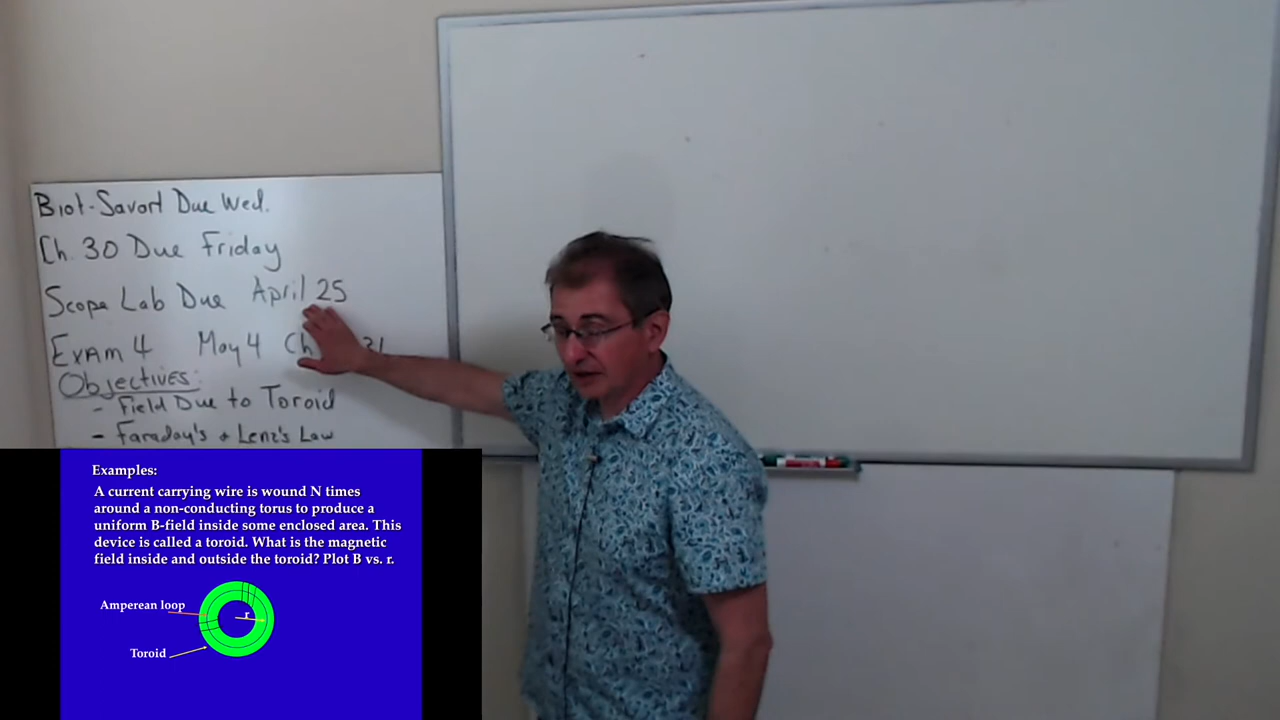 Biot-Savart Due Wed.
Ch. 30 Due Friday
Scope Lab Due April 25
Exam 4 May 4 Ch 31
Objectives:
- Field Due to Toroid
- Faraday's + Lenz's Law
Examples:
A current carrying wire is wound N times
around a non-conducting torus to produce a
uniform B-field inside some enclosed area. This
device is called a toroid. What is the magnetic
field inside and outside the toroid? Plot B vs. r.
Amperean loop
r
Toroid